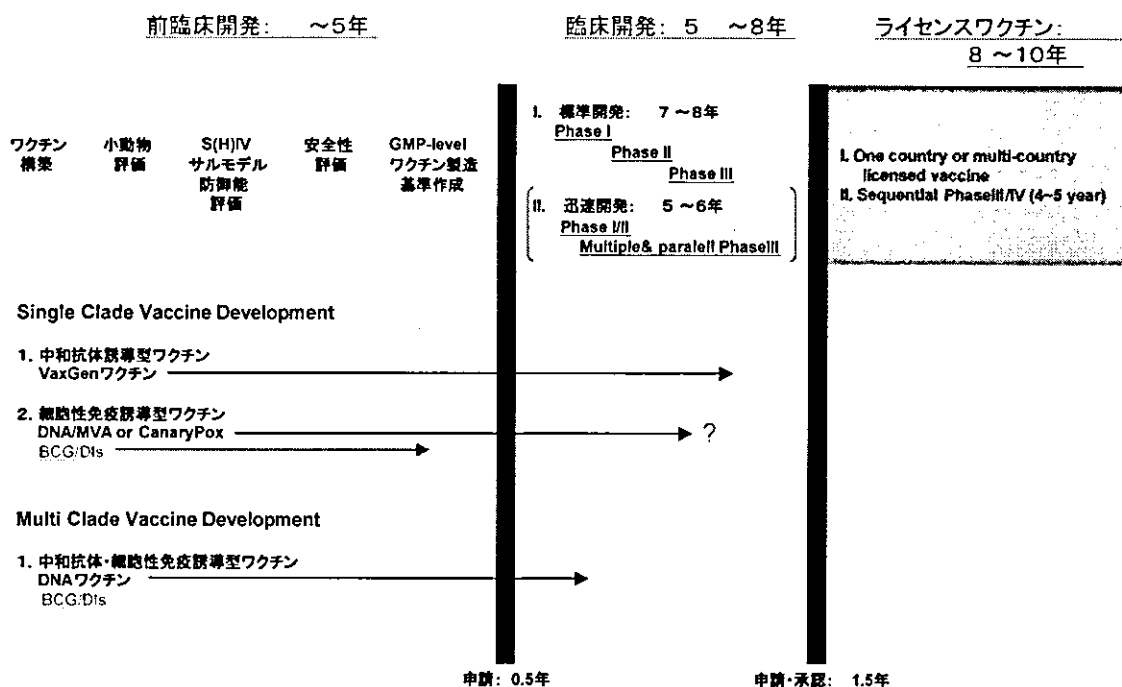 前臨床開発: ～5年
臨床開発: 5 ～8年
ライセンスワクチン:
8 ～10年
ワクチン
構築
小動物
評価
S(H)IV
サルモデル
防御能
評価
安全性
評価
GMP-level
ワクチン製造
基準作成
I. 標準開発: 7 ～8年
Phase I
Phase II
Phase III
II. 迅速開発: 5 ～6年
Phase I/II
Multiple& paralell PhaseIII
I. One country or multi-country
licensed vaccine
II. Sequential PhaseIII/IV (4~5 year)
Single Clade Vaccine Development
1. 中和抗体誘導型ワクチン
VaxGenワクチン
2. 細胞性免疫誘導型ワクチン
DNA/MVA or CanaryPox
?
BCG/DIs
Multi Clade Vaccine Development
1. 中和抗体・細胞性免疫誘導型ワクチン
DNAワクチン
BCG/DIs
申請: 0.5年
申請・承認: 1.5年